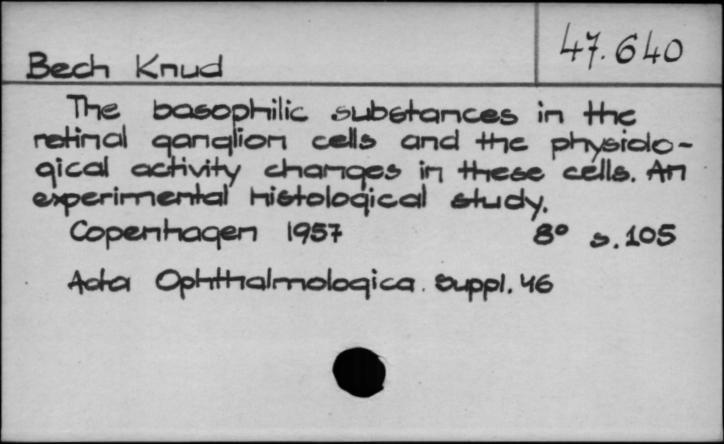 47.640
Bech Knud
The basophilic substances in the
retinal ganglion cells and the physiolo-
gical activity changes in these cells. An
experimental histological study.
Copenhagen 1957 8° s.105
Acta Ophthalmologica. Suppl. 46